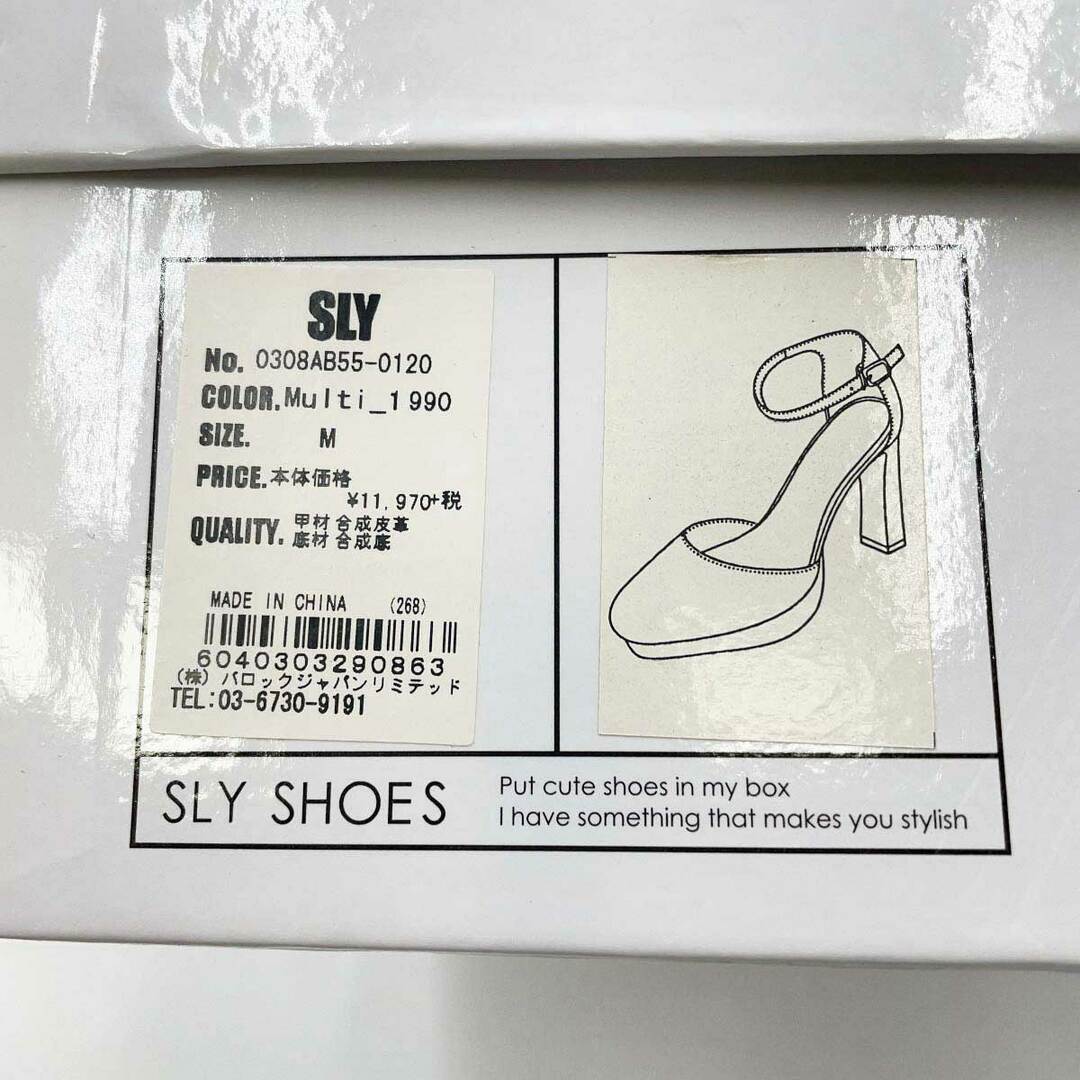 SLY
No. 0308AB55-0120
COLOR. Multi_1990
SIZE. M
PRICE. 本体価格
¥11,970+税
QUALITY. 甲材 合成皮革
底材 合成底
MADE IN CHINA (268)
6040303290863
(株) バロックジャパンリミテッド
TEL:03-6730-9191
SLY SHOES
Put cute shoes in my box
I have something that makes you stylish